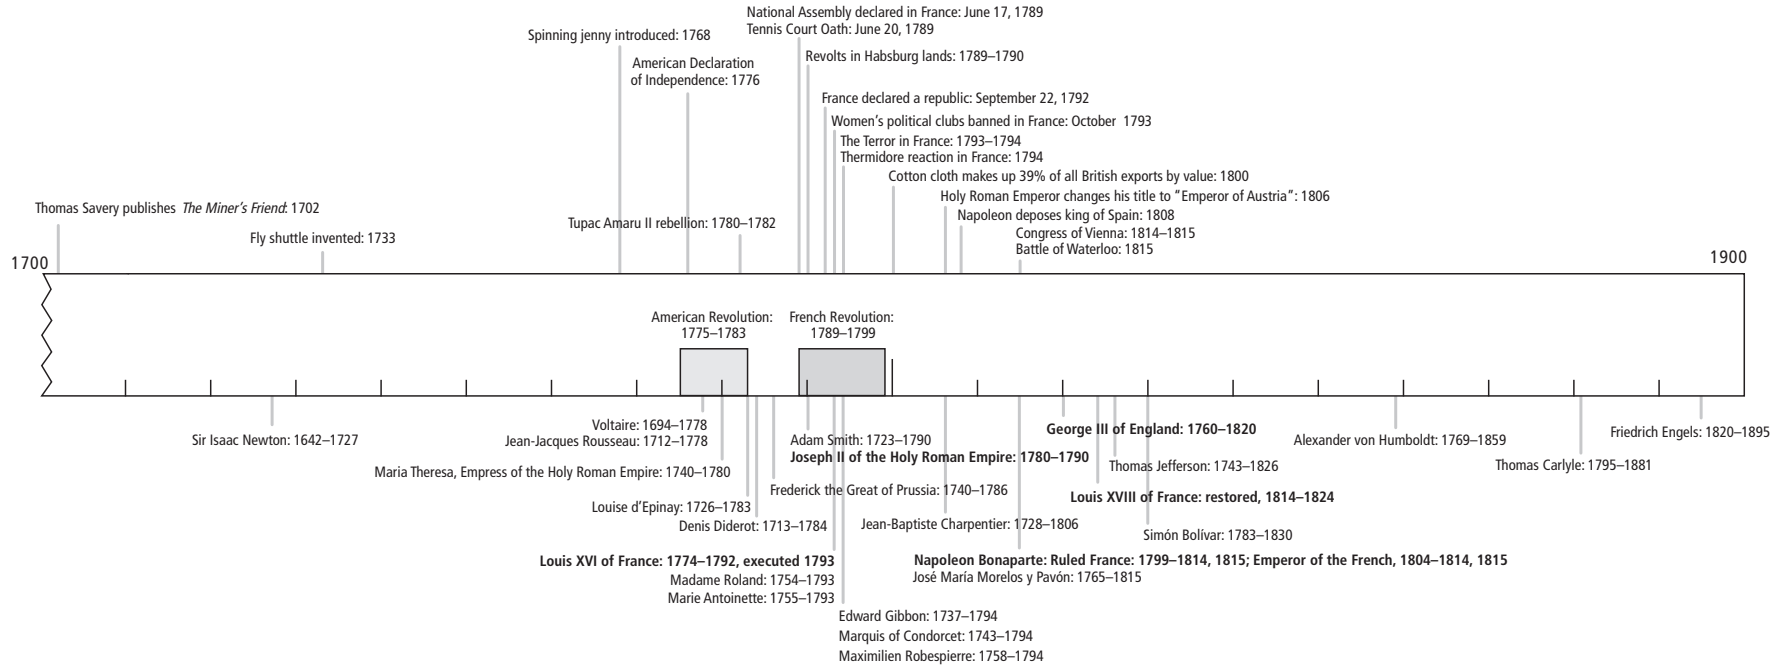 National Assembly declared in France: June 17, 1789
Tennis Court Oath: June 20, 1789
Spinning jenny introduced: 1768
Revolts in Habsburg lands: 1789–1790
American Declaration
of Independence: 1776
France declared a republic: September 22, 1792
Women's political clubs banned in France: October 1793
The Terror in France: 1793–1794
Thermidore reaction in France: 1794
Cotton cloth makes up 39% of all British exports by value: 1800
Holy Roman Emperor changes his title to "Emperor of Austria": 1806
Thomas Savery publishes The Miner's Friend: 1702
Napoleon deposes king of Spain: 1808
Tupac Amaru II rebellion: 1780–1782
Fly shuttle invented: 1733
Congress of Vienna: 1814–1815
Battle of Waterloo: 1815
1700
1900
American Revolution:
1775–1783
French Revolution:
1789–1799
Sir Isaac Newton: 1642–1727
Voltaire: 1694–1778
Jean-Jacques Rousseau: 1712–1778
Adam Smith: 1723–1790
Joseph II of the Holy Roman Empire: 1780–1790
George III of England: 1760–1820
Alexander von Humboldt: 1769–1859
Friedrich Engels: 1820–1895
Maria Theresa, Empress of the Holy Roman Empire: 1740–1780
Thomas Jefferson: 1743–1826
Thomas Carlyle: 1795–1881
Frederick the Great of Prussia: 1740–1786
Louis XVIII of France: restored, 1814–1824
Louise d'Epinay: 1726–1783
Denis Diderot: 1713–1784
Jean-Baptiste Charpentier: 1728–1806
Simón Bolívar: 1783–1830
Louis XVI of France: 1774–1792, executed 1793
Madame Roland: 1754–1793
Marie Antoinette: 1755–1793
Napoleon Bonaparte: Ruled France: 1799–1814, 1815; Emperor of the French, 1804–1814, 1815
José María Morelos y Pavón: 1765–1815
Edward Gibbon: 1737–1794
Marquis of Condorcet: 1743–1794
Maximilien Robespierre: 1758–1794